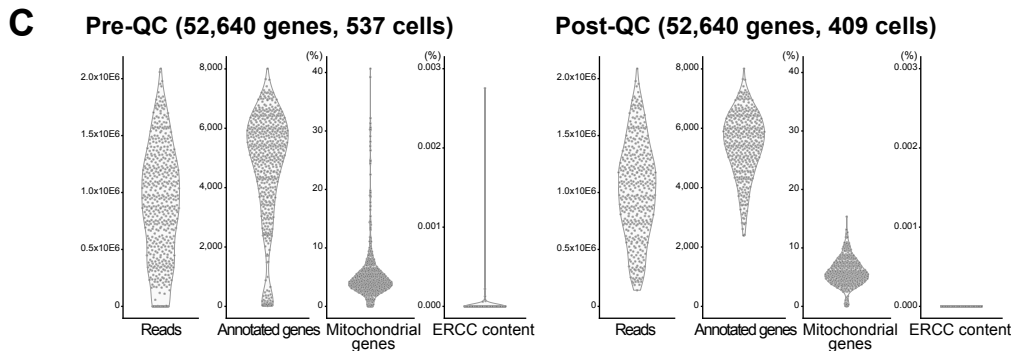 C
Pre-QC (52,640 genes, 537 cells)
Post-QC (52,640 genes, 409 cells)
(%)
(%)
2.0x10E6
1.5x10E6
1.0x10E6
0.5x10E6
0
8,000
6,000
4,000
2,000
0
40
30
20
10
0
0.003
0.002
0.001
0.000
Reads
Annotated genes
Mitochondrial
genes
ERCC content
(%)
(%)
2.0x10E6
1.5x10E6
1.0x10E6
0.5x10E6
0
8,000
6,000
4,000
2,000
0
40
30
20
10
0
0.003
0.002
0.001
0.000
Reads
Annotated genes
Mitochondrial
genes
ERCC content